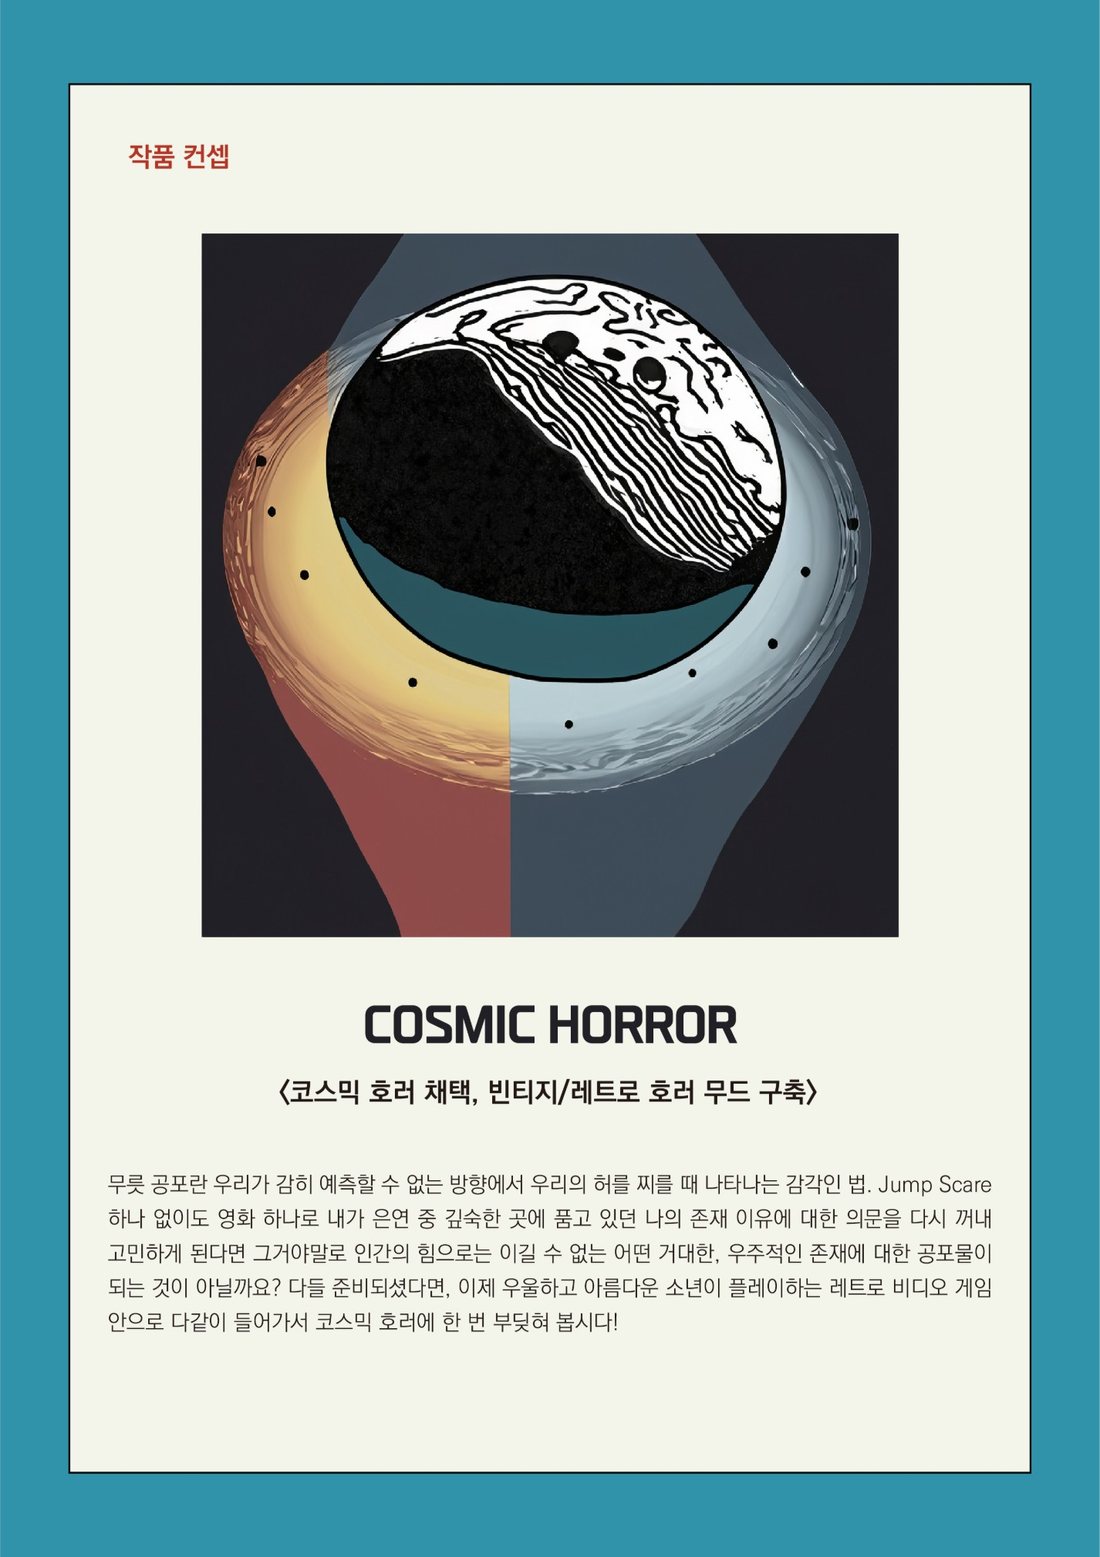 작품 컨셉
COSMIC HORROR
<코스믹 호러 채택, 빈티지/레트로 호러 무드 구축>
무릇 공포란 우리가 감히 예측할 수 없는 방향에서 우리의 허를 찌를 때 나타나는 감각인 법. Jump Scare
하나 없이도 영화 하나로 내가 은연 중 깊숙한 곳에 품고 있던 나의 존재 이유에 대한 의문을 다시 꺼내
고민하게 된다면 그거야말로 인간의 힘으로는 이길 수 없는 어떤 거대한, 우주적인 존재에 대한 공포물이
되는 것이 아닐까요? 다들 준비되셨다면, 이제 우울하고 아름다운 소년이 플레이하는 레트로 비디오 게임
안으로 다같이 들어가서 코스믹 호러에 한 번 부딪혀 봅시다!